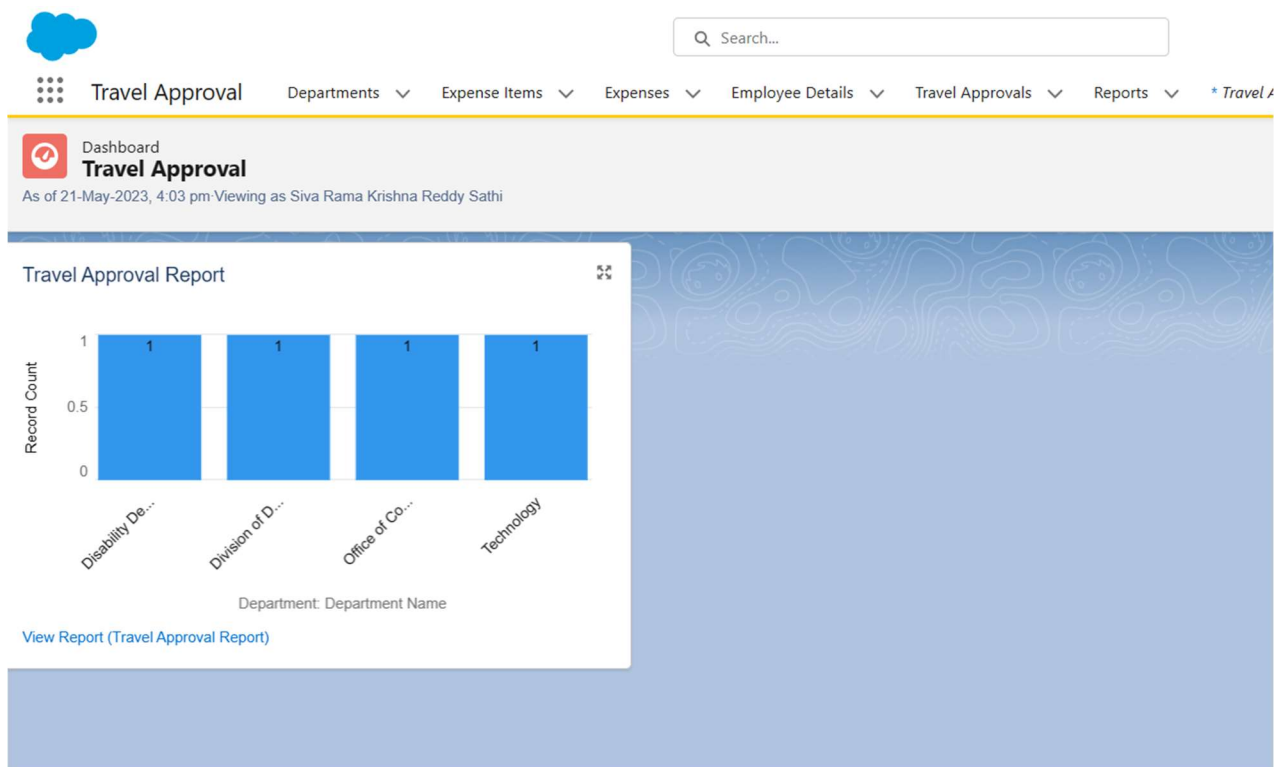 Search...
Travel Approval Departments Expense Items Expenses Employee Details Travel Approvals Reports * Travel
Dashboard
Travel Approval
As of 21-May-2023, 4:03 pm·Viewing as Siva Rama Krishna Reddy Sathi
Travel Approval Report
Record Count
1
0.5
0
1 1 1 1
Disability De...
Division of D...
Office of Co...
Technology
Department: Department Name
View Report (Travel Approval Report)